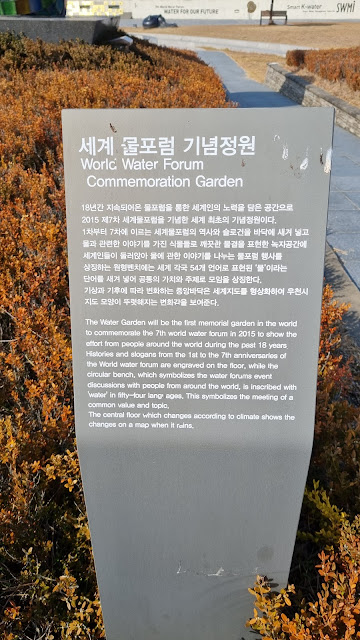 WATER FOR OUR FUTURE
Smart K-water
SWMI
세계 물포럼 기념정원
World Water Forum
Commemoration Garden
18년간 지속되어온 물포럼을 통한 세계인의 노력을 담은 공간으로
2015 제7차 세계물포럼을 기념한 세계 최초의 기념정원이다.
1차부터 7차에 이르는 세계물포럼의 역사와 슬로건을 바닥에 새겨 넣고
물과 관련한 이야기를 가진 식물들로 깨끗한 물결을 표현한 녹지공간에
세계인들이 둘러앉아 물에 관한 이야기를 나누는 물포럼 행사를
상징하는 원형벤치에는 세계 각국 54개 언어로 표현된 '물'이라는
단어를 새겨 넣어 공통의 가치와 주제로 모임을 상징한다.
기상과 기후에 따라 변화하는 중앙바닥은 세계지도를 형상화하여 우천시
지도 모양이 뚜렷해지는 변화감을 보여준다.
The Water Garden will be the first memorial garden in the world
to commemorate the 7th world water forum in 2015 to show the
effort from people around the world during the past 18 years
Histories and slogans from the 1st to the 7th anniversaries of
the World water forum are engraved on the floor, while the
circular bench, which symbolizes the water forums event
discussions with people from around the world, is inscribed with
'water' in fifty-four languages. This symbolizes the meeting of a
common value and topic.
The central floor which changes according to climate shows the
changes on a map when it rains.